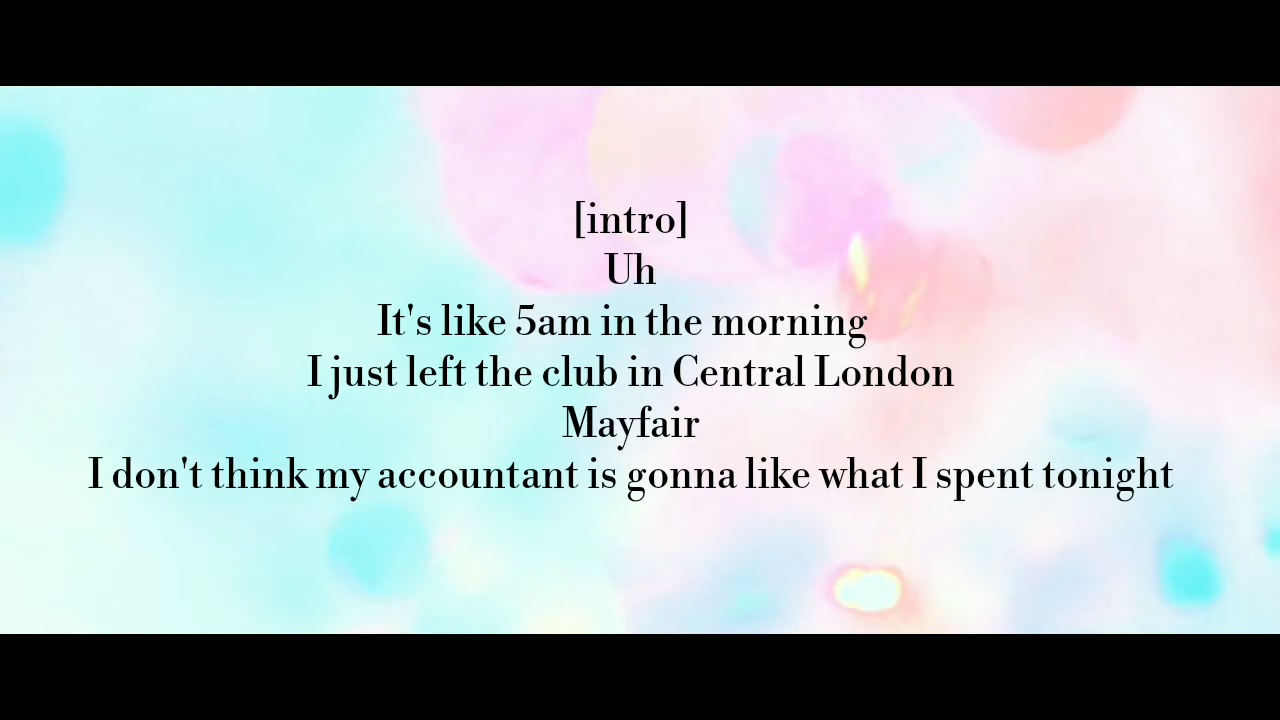 [intro]
Uh
It's like 5am in the morning
I just left the club in Central London
Mayfair
I don't think my accountant is gonna like what I spent tonight